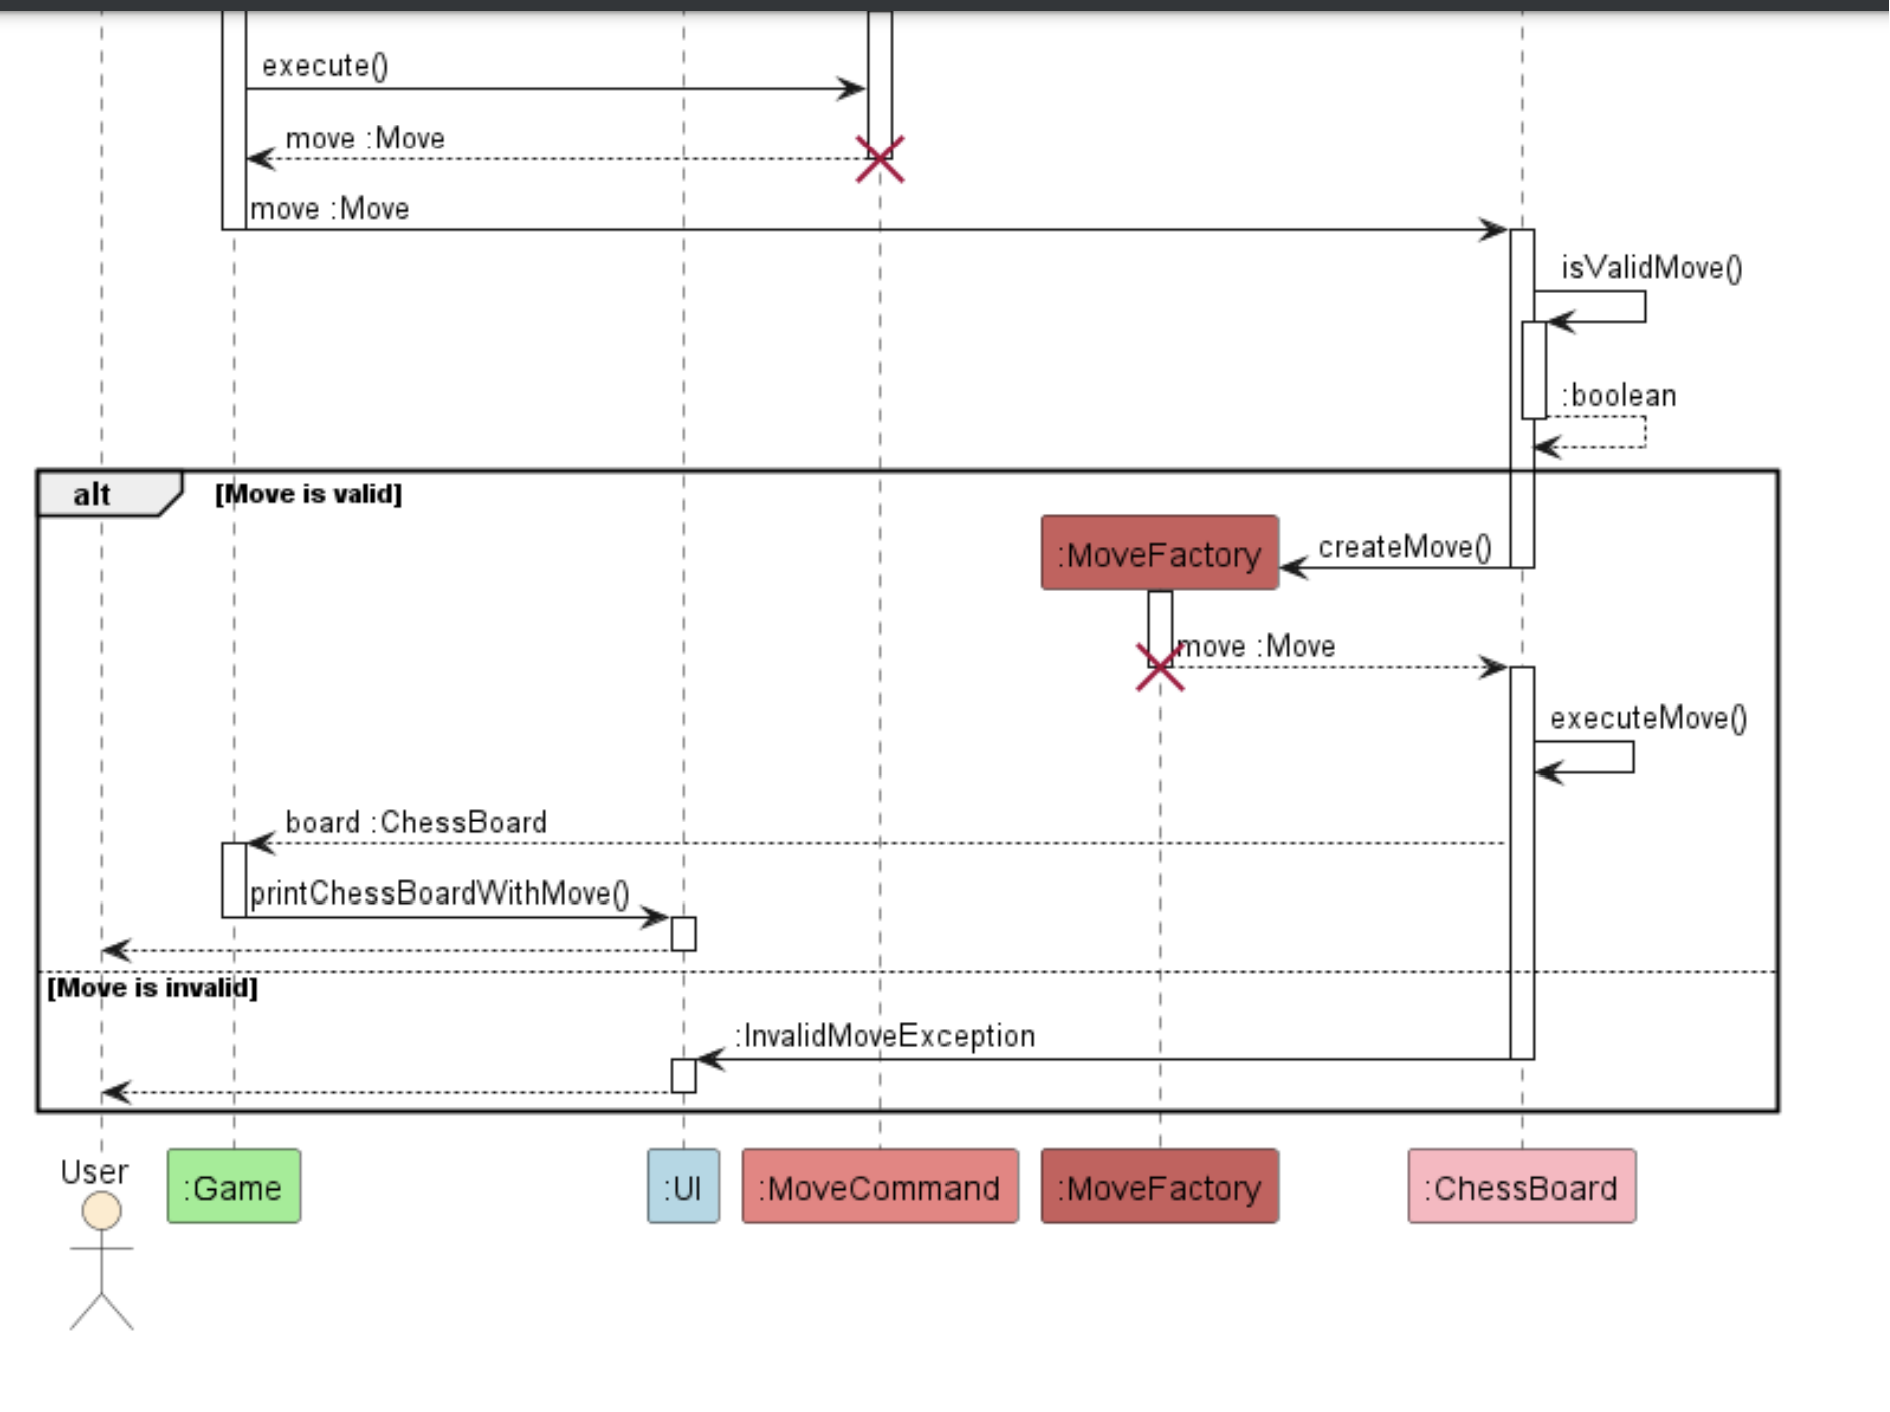 execute()
move :Move
move :Move
isValidMove()
:boolean
alt
[Move is valid]
:MoveFactory
createMove()
move :Move
executeMove()
board :ChessBoard
printChessBoardWithMove()
[Move is invalid]
:InvalidMoveException
User
:Game
:UI
:MoveCommand
:MoveFactory
:ChessBoard